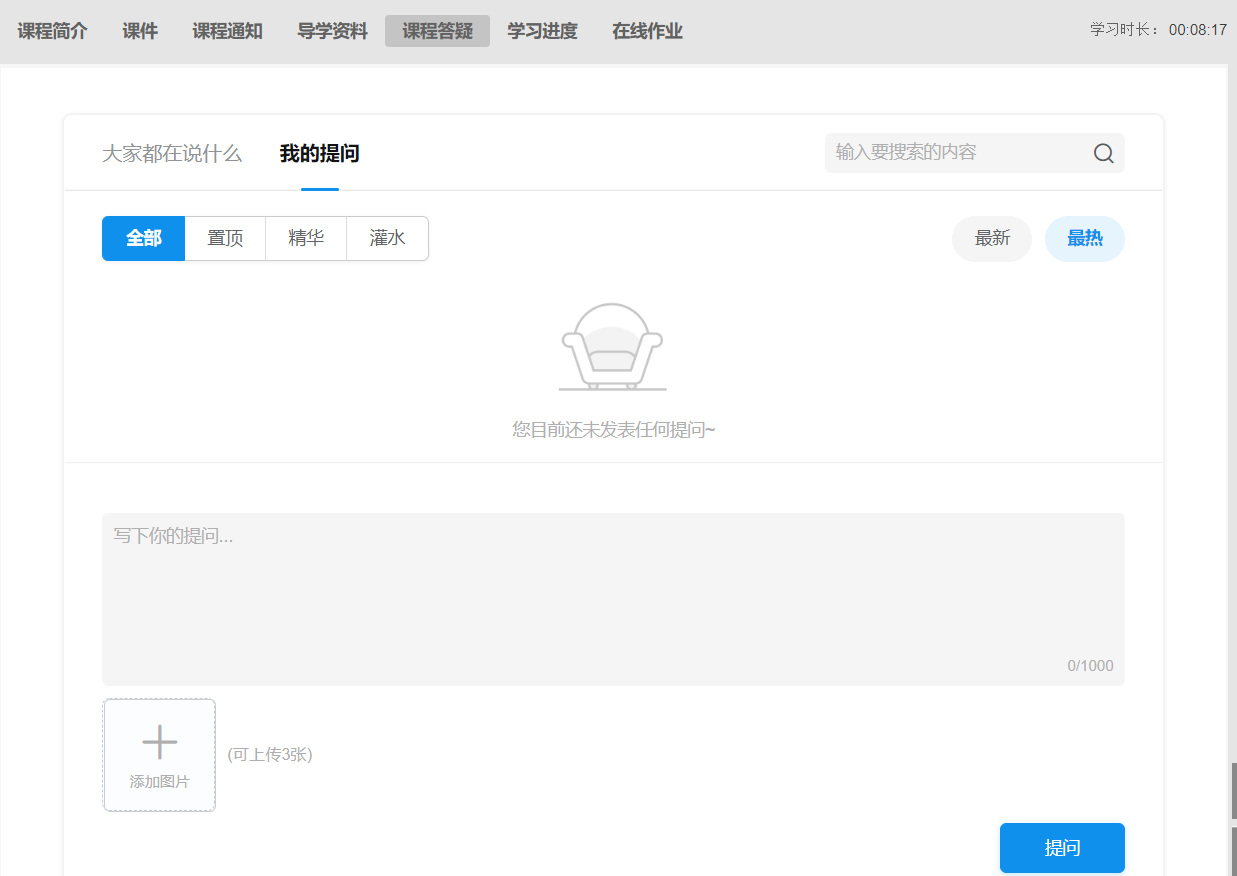 课程简介 课件 课程通知 导学资料 课程答疑 学习进度 在线作业 学习时长： 00:08:17
大家都在说什么 我的提问 输入要搜索的内容
全部 置顶 精华 灌水 最新 最热
您目前还未发表任何提问~
写下你的提问...
0/1000
添加图片 (可上传3张)
提问